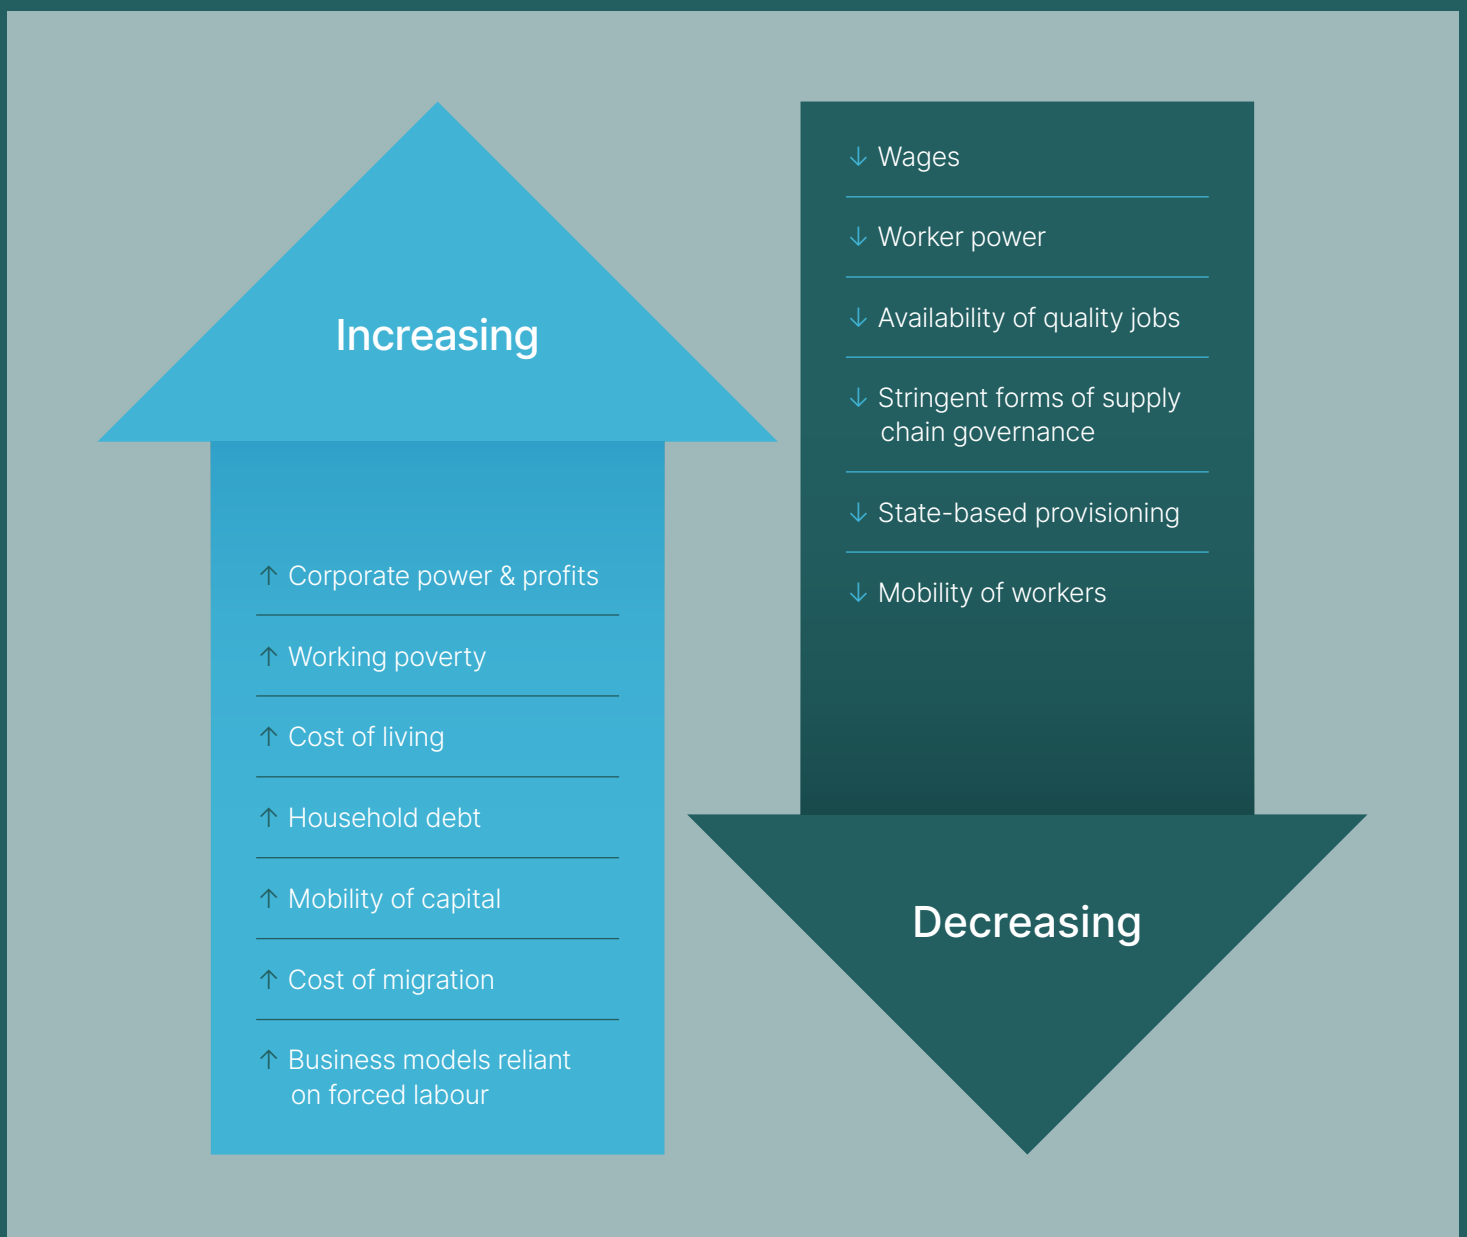 Increasing
↑ Corporate power & profits
↑ Working poverty
↑ Cost of living
↑ Household debt
↑ Mobility of capital
↑ Cost of migration
↑ Business models reliant
on forced labour
↓ Wages
↓ Worker power
↓ Availability of quality jobs
↓ Stringent forms of supply
chain governance
↓ State-based provisioning
↓ Mobility of workers
Decreasing